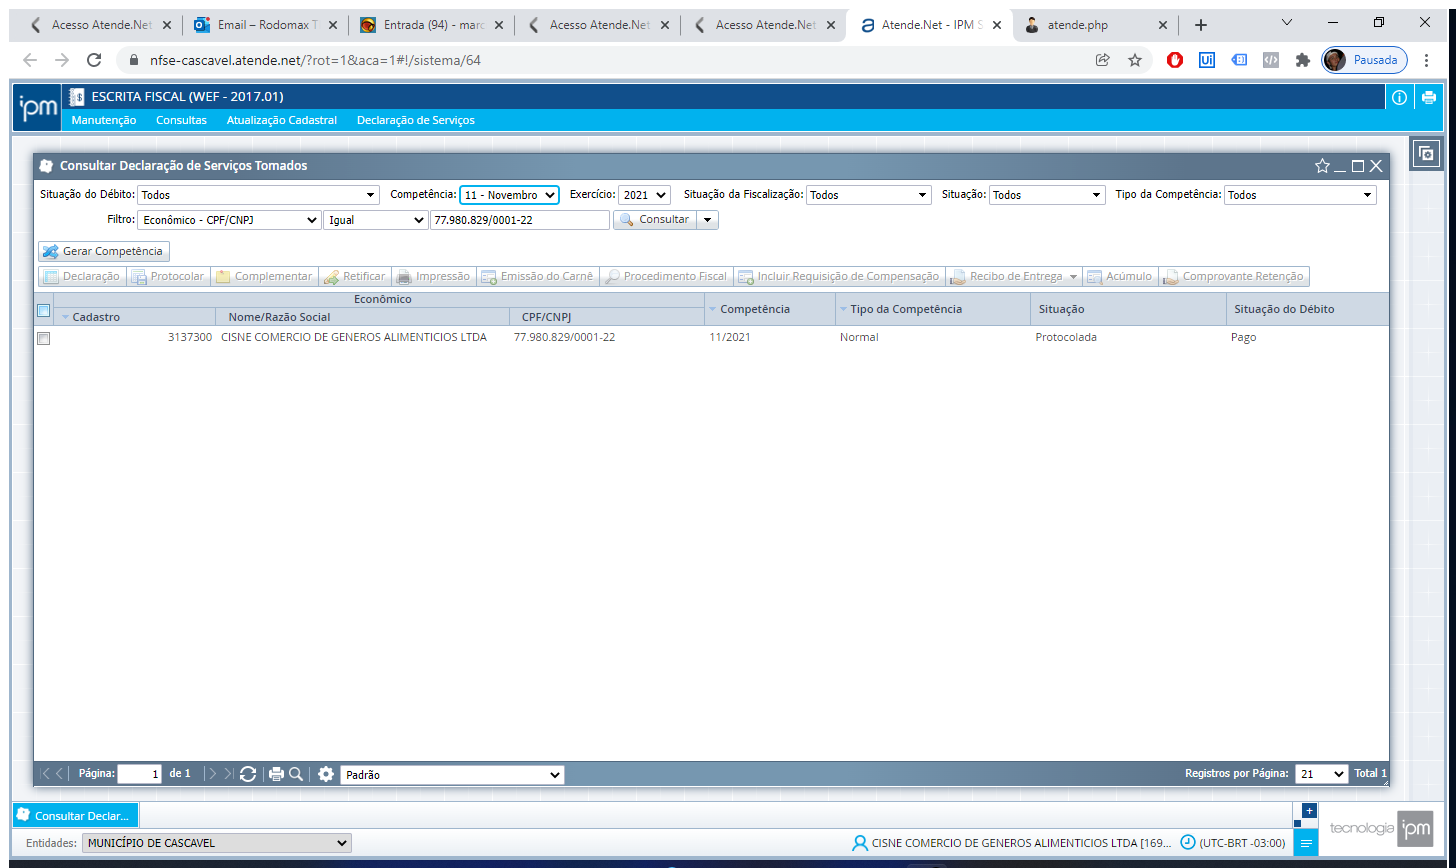 Acesso Atende.Net
Email – Rodomax T
Entrada (94) - marc
Acesso Atende.Net
Acesso Atende.Net
Atende.Net - IPM S
atende.php
nfse-cascavel.atende.net/?rot=1&aca=1#!/sistema/64
Pausada
ipm
ESCRITA FISCAL (WEF - 2017.01)
Manutenção Consultas Atualização Cadastral Declaração de Serviços
Consultar Declaração de Serviços Tomados
Situação do Débito: Todos Competência: 11 - Novembro Exercício: 2021 Situação da Fiscalização: Todos Situação: Todos Tipo da Competência: Todos
Filtro: Econômico - CPF/CNPJ Igual 77.980.829/0001-22 Consultar
Gerar Competência
Declaração Protocolar Complementar Retificar Impressão Emissão do Carnê Procedimento Fiscal Incluir Requisição de Compensação Recibo de Entrega Acúmulo Comprovante Retenção
Econômico
Cadastro Nome/Razão Social CPF/CNPJ Competência Tipo da Competência Situação Situação do Débito
3137300 CISNE COMERCIO DE GENEROS ALIMENTICIOS LTDA 77.980.829/0001-22 11/2021 Normal Protocolada Pago
Página: 1 de 1 Padrão Registros por Página: 21 Total 1
Consultar Declar...
Entidades: MUNICÍPIO DE CASCAVEL CISNE COMERCIO DE GENEROS ALIMENTICIOS LTDA [169... (UTC-BRT -03:00)
tecnologia ipm